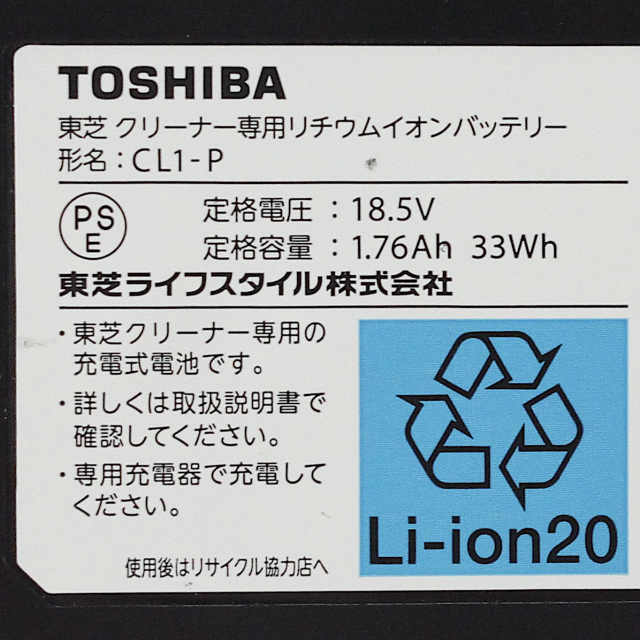 TOSHIBA
東芝 クリーナー専用リチウムイオンバッテリー
形名：CL1-P
PSE
定格電圧：18.5V
定格容量：1.76Ah 33Wh
東芝ライフスタイル株式会社
・東芝クリーナー専用の
充電式電池です。
・詳しくは取扱説明書で
確認してください。
・専用充電器で充電して
ください。
使用後はリサイクル協力店へ
Li-ion20